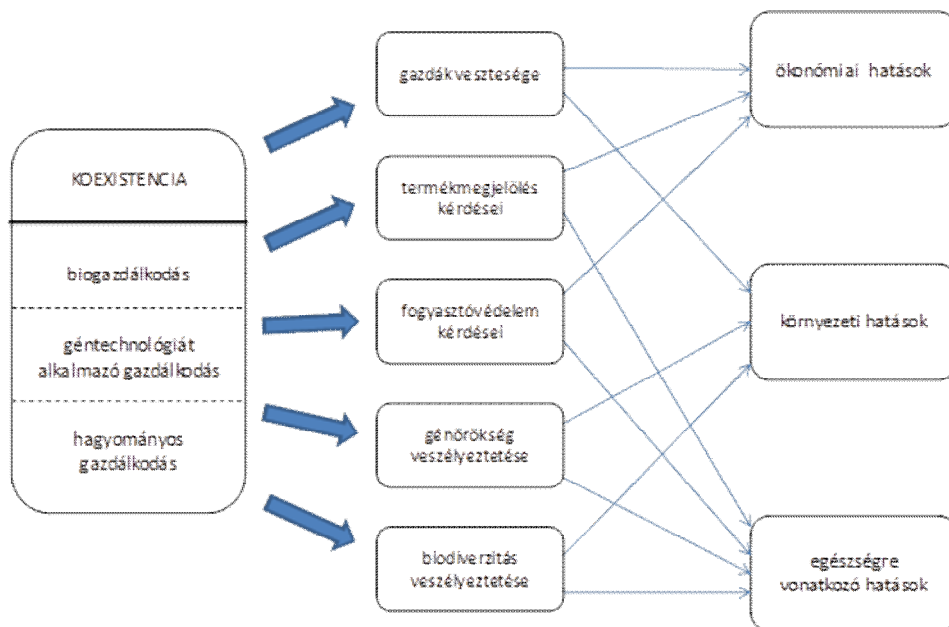 KOEXISTENCIA
biogazdálkodás
géntechnológiát
alkalmazó gazdálkodás
hagyományos
gazdálkodás
gazdák vesztesége
termékmegjelölés
kérdései
fogyasztóvédelem
kérdései
génörökség
veszélyeztetése
biodiverzitás
veszélyeztetése
ökonómiai hatások
környezeti hatások
egészségre
vonatkozó hatások